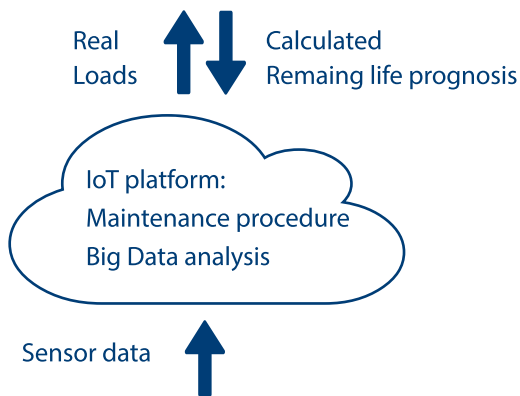 Real
Loads
Calculated
Remaing life prognosis
IoT platform:
Maintenance procedure
Big Data analysis
Sensor data